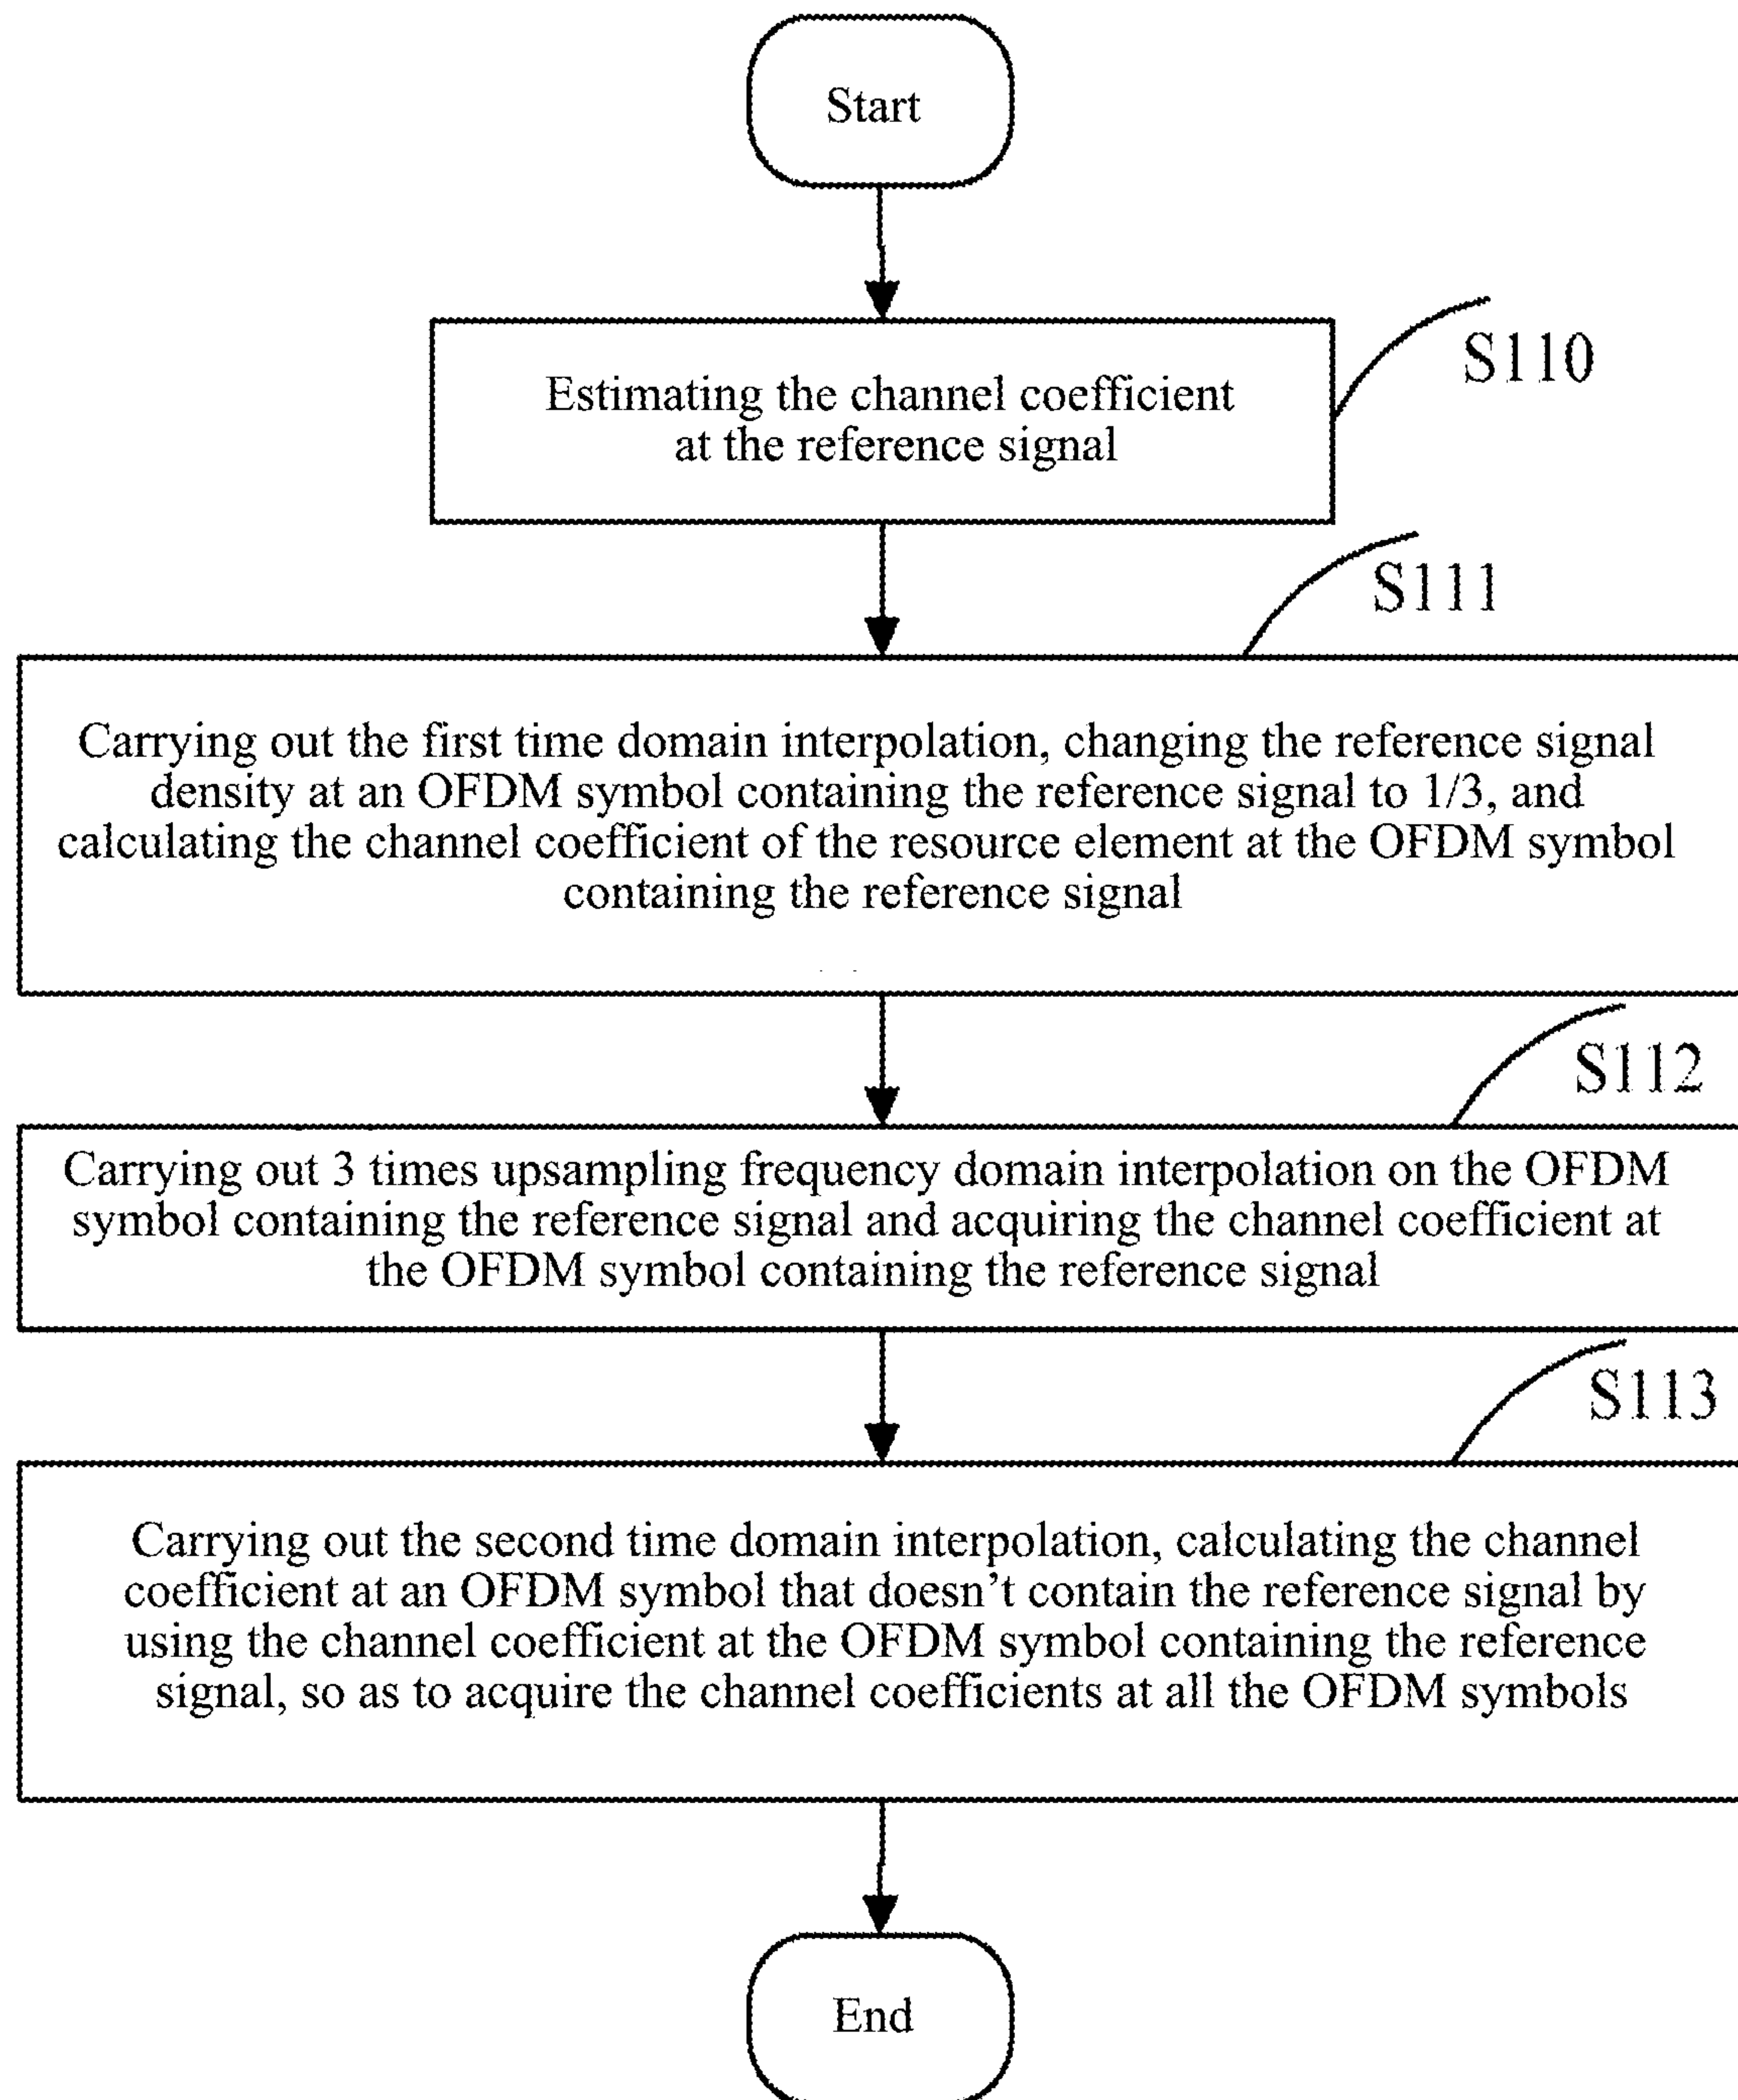 Start
Estimating the channel coefficient
at the reference signal
S110
S111
Carrying out the first time domain interpolation, changing the reference signal
density at an OFDM symbol containing the reference signal to 1/3, and
calculating the channel coefficient of the resource element at the OFDM symbol
containing the reference signal
S112
Carrying out 3 times upsampling frequency domain interpolation on the OFDM
symbol containing the reference signal and acquiring the channel coefficient at
the OFDM symbol containing the reference signal
S113
Carrying out the second time domain interpolation, calculating the channel
coefficient at an OFDM symbol that doesn’t contain the reference signal by
using the channel coefficient at the OFDM symbol containing the reference
signal, so as to acquire the channel coefficients at all the OFDM symbols
End